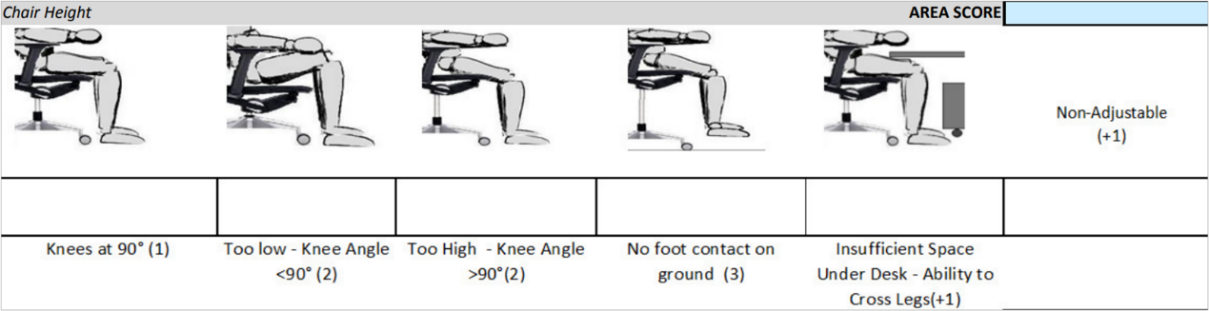 Chair Height
AREA SCORE
Non-Adjustable
(+1)
Knees at 90° (1)
Too low - Knee Angle
<90° (2)
Too High  - Knee Angle
>90°(2)
No foot contact on
ground  (3)
Insufficient Space
Under Desk - Ability to
Cross Legs(+1)